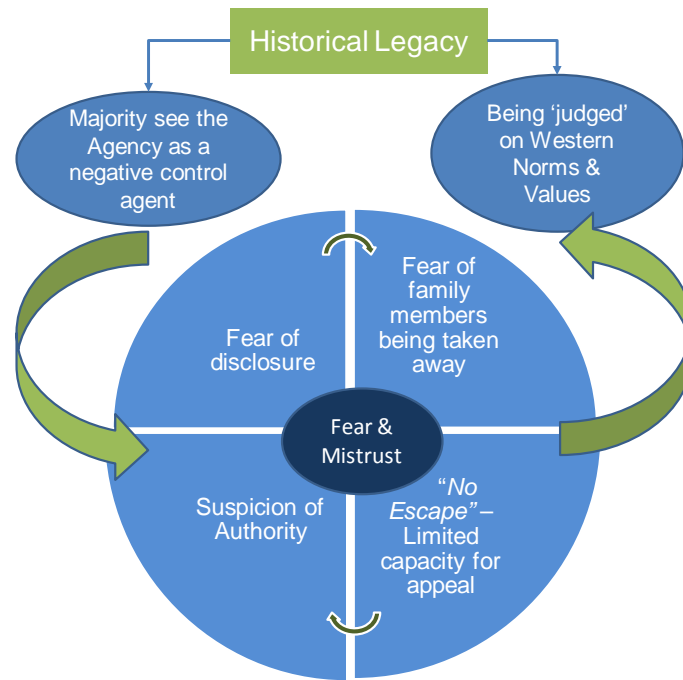 Historical Legacy
Majority see the
Agency as a
negative control
agent
Being ‘judged’
on Western
Norms &
Values
Fear of
disclosure
Fear of
family
members
being taken
away
Fear &
Mistrust
Suspicion of
Authority
“No
Escape” –
Limited
capacity for
appeal